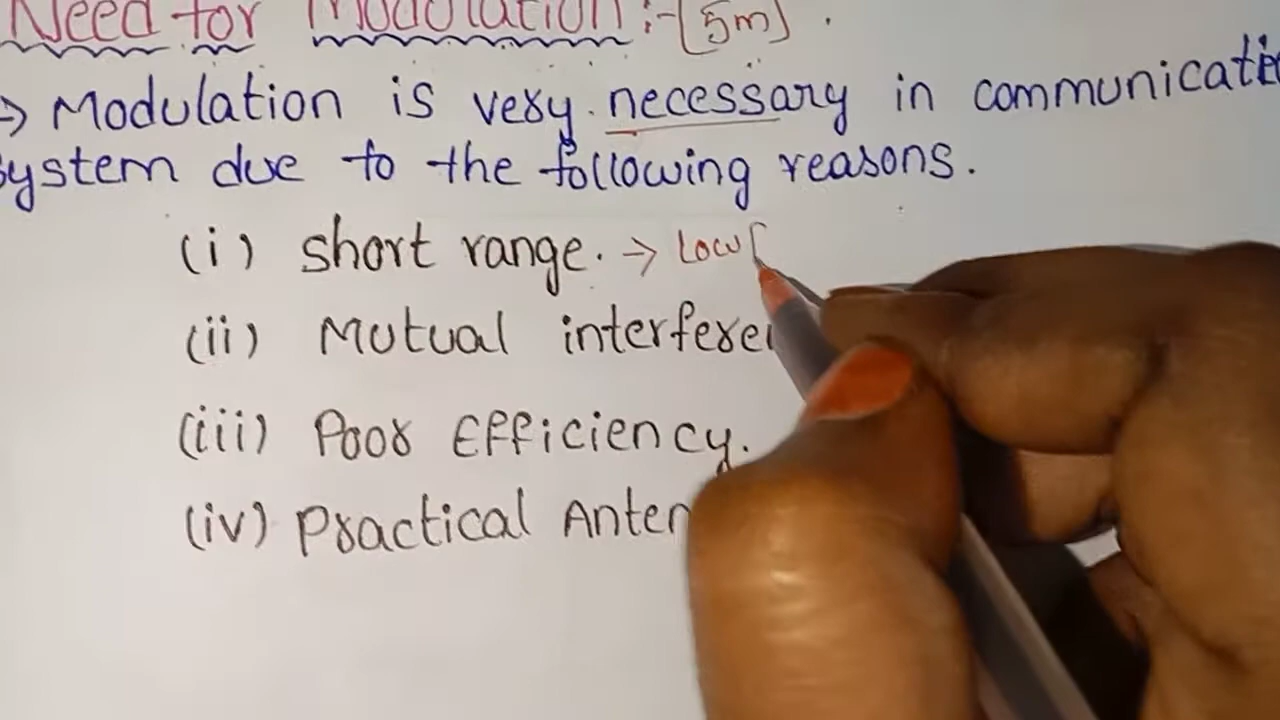 Need for Modulation :- [5m] .
→ Modulation is very necessary in communicati
system due to the following reasons.
(i) short range. → Low f
(ii) Mutual interferen
(iii) Poor Efficiency.
(iv) Practical Anten